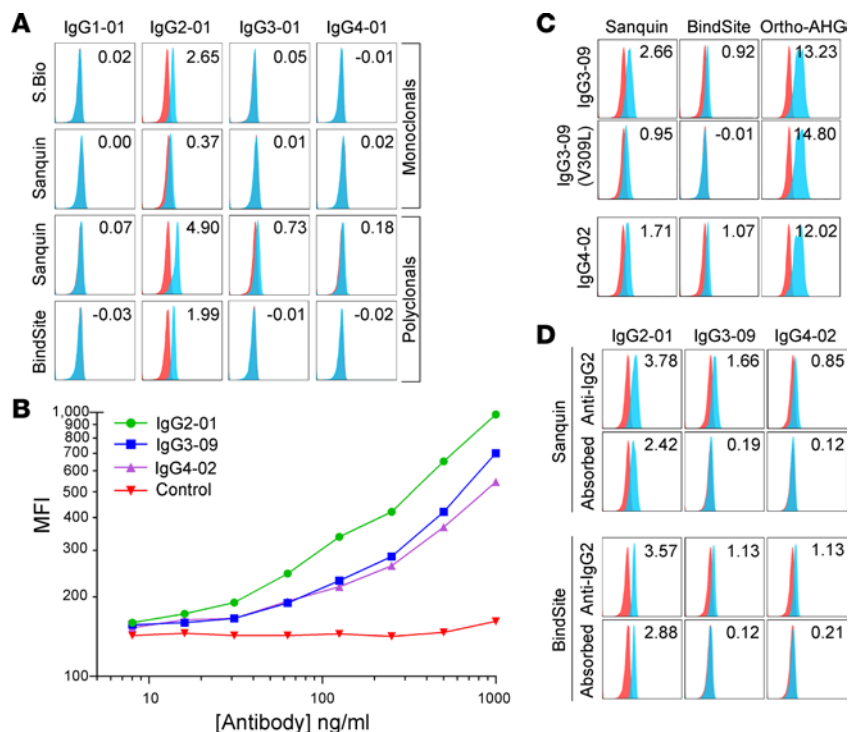 A
IgG1-01 IgG2-01 IgG3-01 IgG4-01
S.Bio 0.02 2.65 0.05 -0.01
Sanquin 0.00 0.37 0.01 0.02
Monoclonals
Sanquin 0.07 4.90 0.73 0.18
BindSite -0.03 1.99 -0.01 -0.02
Polyclonals
B
1,000
900
800
700
600
500
400
300
200
100
MFI
IgG2-01
IgG3-09
IgG4-02
Control
10 100 1000
[Antibody] ng/ml
C
Sanquin BindSite Ortho-AHG
IgG3-09 2.66 0.92 13.23
IgG3-09
(V309L) 0.95 -0.01 14.80
IgG4-02 1.71 1.07 12.02
D
IgG2-01 IgG3-09 IgG4-02
Sanquin
Anti-IgG2 3.78 1.66 0.85
Absorbed 2.42 0.19 0.12
BindSite
Anti-IgG2 3.57 1.13 1.13
Absorbed 2.88 0.12 0.21